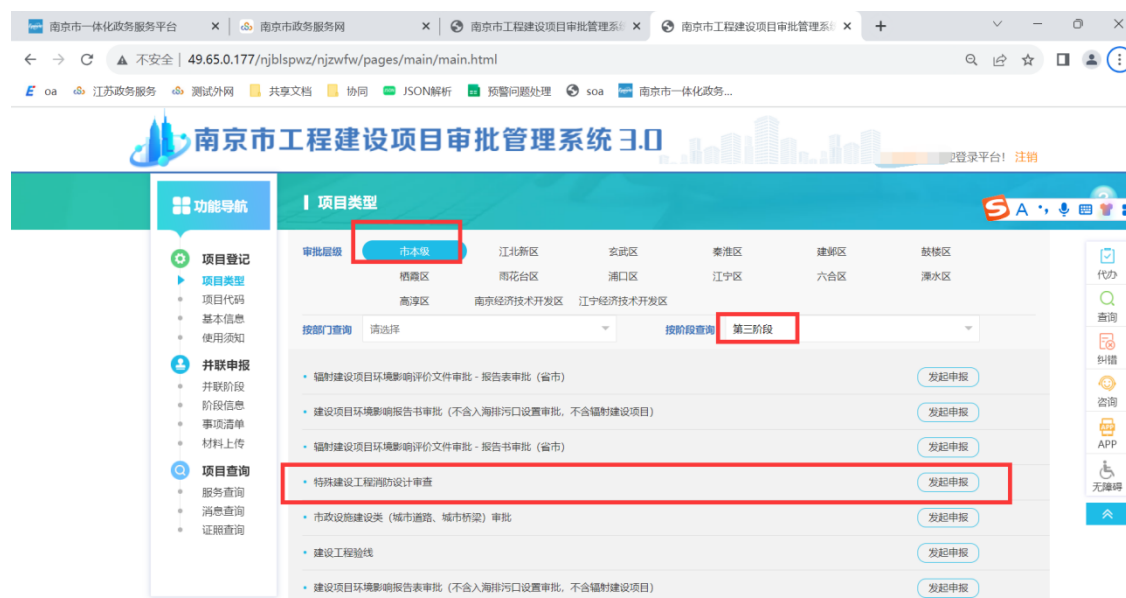 南京市一体化政务服务平台 南京市政务服务网 南京市工程建设项目审批管理系 南京市工程建设项目审批管理系
不安全 49.65.0.177/njblspwz/njzwfw/pages/main/main.html
oa 江苏政务服务 测试外网 共享文档 协同 JSON解析 预警问题处理 soa 南京市一体化政务...
南京市工程建设项目审批管理系统 3.0
登录平台! 注销
功能导航 项目类型
A
项目登记
项目类型
项目代码
基本信息
使用须知
并联申报
并联阶段
阶段信息
事项清单
材料上传
项目查询
服务查询
消息查询
证照查询
审批层级 市本级 江北新区 玄武区 秦淮区 建邺区 鼓楼区
栖霞区 雨花台区 浦口区 江宁区 六合区 溧水区
高淳区 南京经济技术开发区 江宁经济技术开发区
按部门查询 请选择 按阶段查询 第三阶段
• 辐射建设项目环境影响评价文件审批 - 报告表审批(省市) 发起申报
• 建设项目环境影响报告书审批(不含入海排污口设置审批,不含辐射建设项目) 发起申报
• 辐射建设项目环境影响评价文件审批 - 报告书审批(省市) 发起申报
• 特殊建设工程消防设计审查 发起申报
• 市政设施建设类(城市道路、城市桥梁)审批 发起申报
• 建设工程验线 发起申报
• 建设项目环境影响报告表审批(不含入海排污口设置审批,不含辐射建设项目) 发起申报
代办
查询
纠错
咨询
APP
无障碍